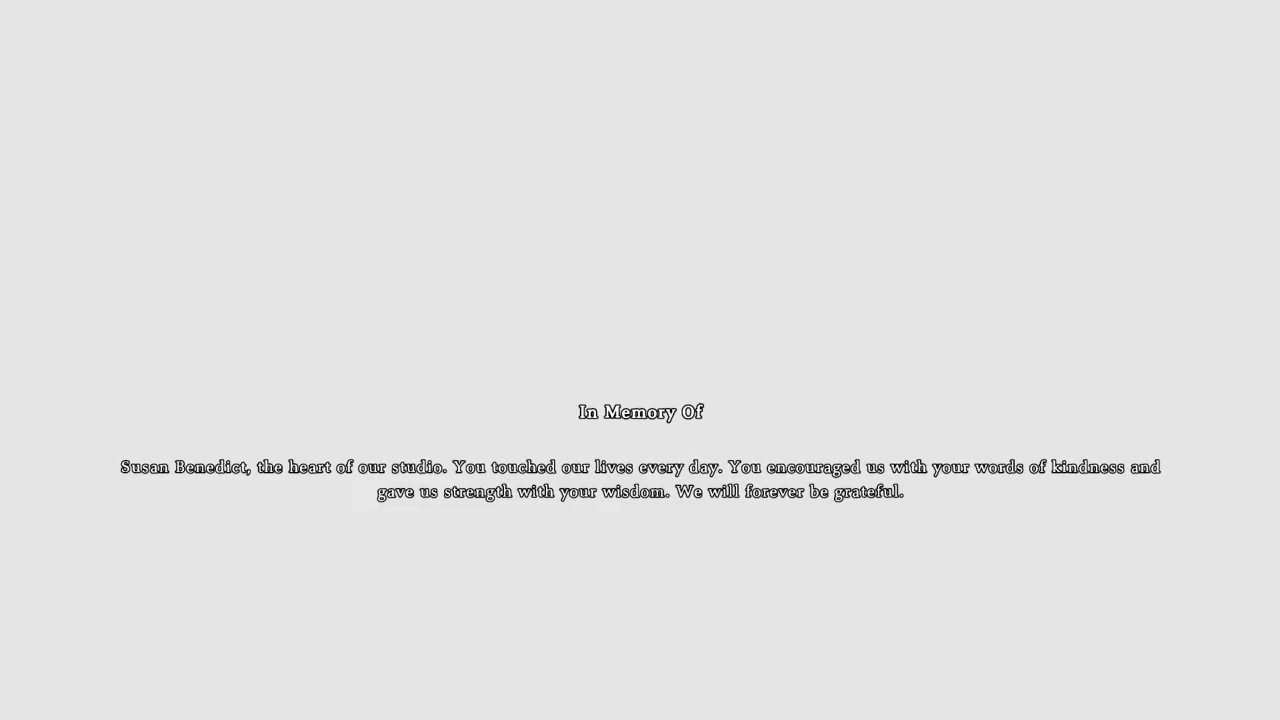 In Memory Of
Susan Benedict, the heart of our studio. You touched our lives every day. You encouraged us with your words of kindness and
gave us strength with your wisdom. We will forever be grateful.